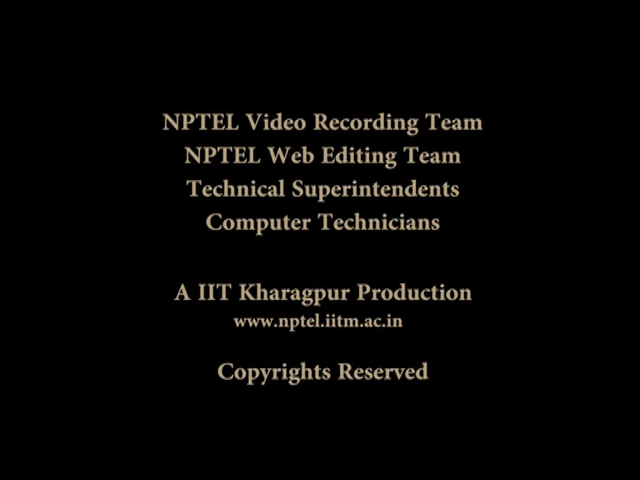 NPTEL Video Recording Team
NPTEL Web Editing Team
Technical Superintendents
Computer Technicians
A IIT Kharagpur Production
www.nptel.iitm.ac.in
Copyrights Reserved